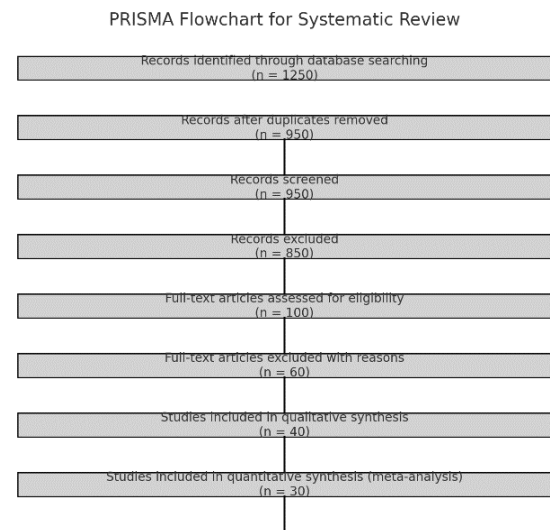 PRISMA Flowchart for Systematic Review
Records identified through database searching
(n = 1250)
Records after duplicates removed
(n = 950)
Records screened
(n = 950)
Records excluded
(n = 850)
Full-text articles assessed for eligibility
(n = 100)
Full-text articles excluded with reasons
(n = 60)
Studies included in qualitative synthesis
(n = 40)
Studies included in quantitative synthesis (meta-analysis)
(n = 30)